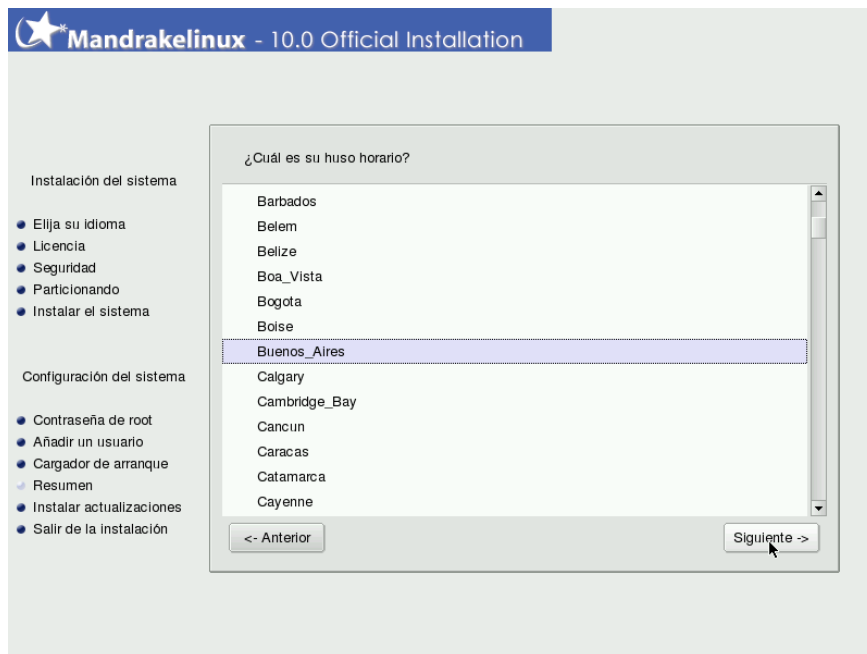 Mandrakelinux - 10.0 Official Installation
Instalación del sistema
Elija su idioma
Licencia
Seguridad
Particionando
Instalar el sistema
Configuración del sistema
Contraseña de root
Añadir un usuario
Cargador de arranque
Resumen
Instalar actualizaciones
Salir de la instalación
¿Cuál es su huso horario?
Barbados
Belem
Belize
Boa_Vista
Bogota
Boise
Buenos_Aires
Calgary
Cambridge_Bay
Cancun
Caracas
Catamarca
Cayenne
<- Anterior
Siguiente ->